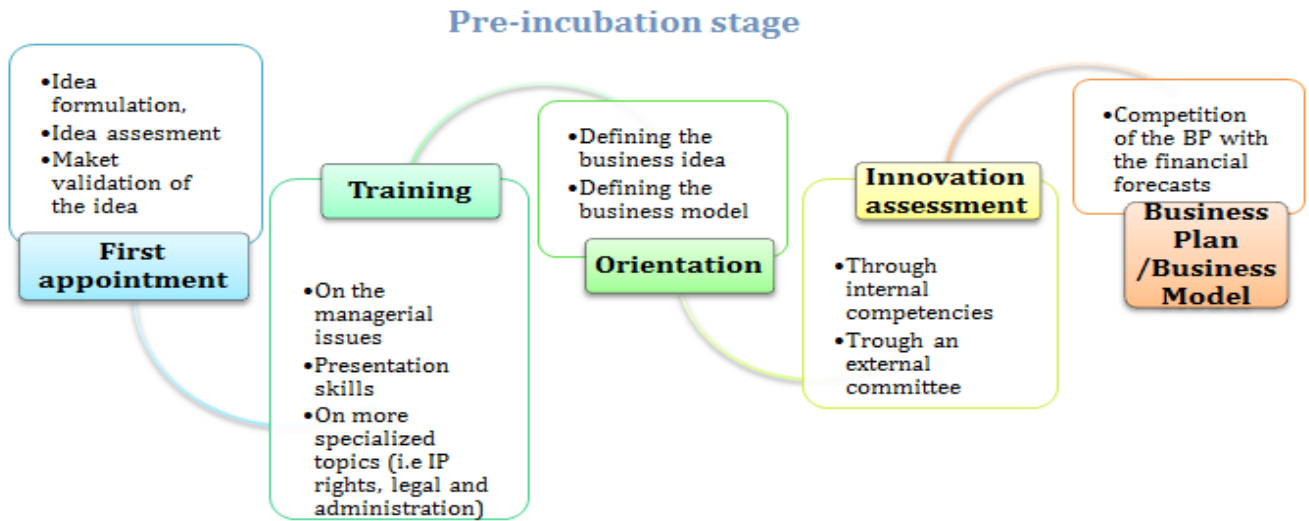 Pre-incubation stage
•Idea
formulation,
•Idea assesment
•Maket
validation of
the idea
First
appointment
Training
•On the
managerial
issues
•Presentation
skills
•On more
specialized
topics (i.e IP
rights, legal and
administration)
•Defining the
business idea
•Defining the
business model
Orientation
Innovation
assessment
•Through
internal
competencies
•Trough an
external
committee
•Competition
of the BP with
the financial
forecasts
Business
Plan
/Business
Model